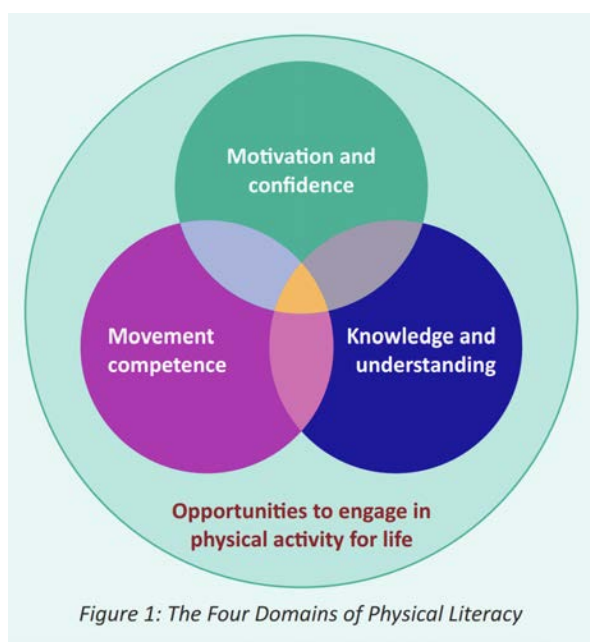 Motivation and
confidence
Movement
competence
Knowledge and
understanding
Opportunities to engage in
physical activity for life
Figure 1: The Four Domains of Physical Literacy